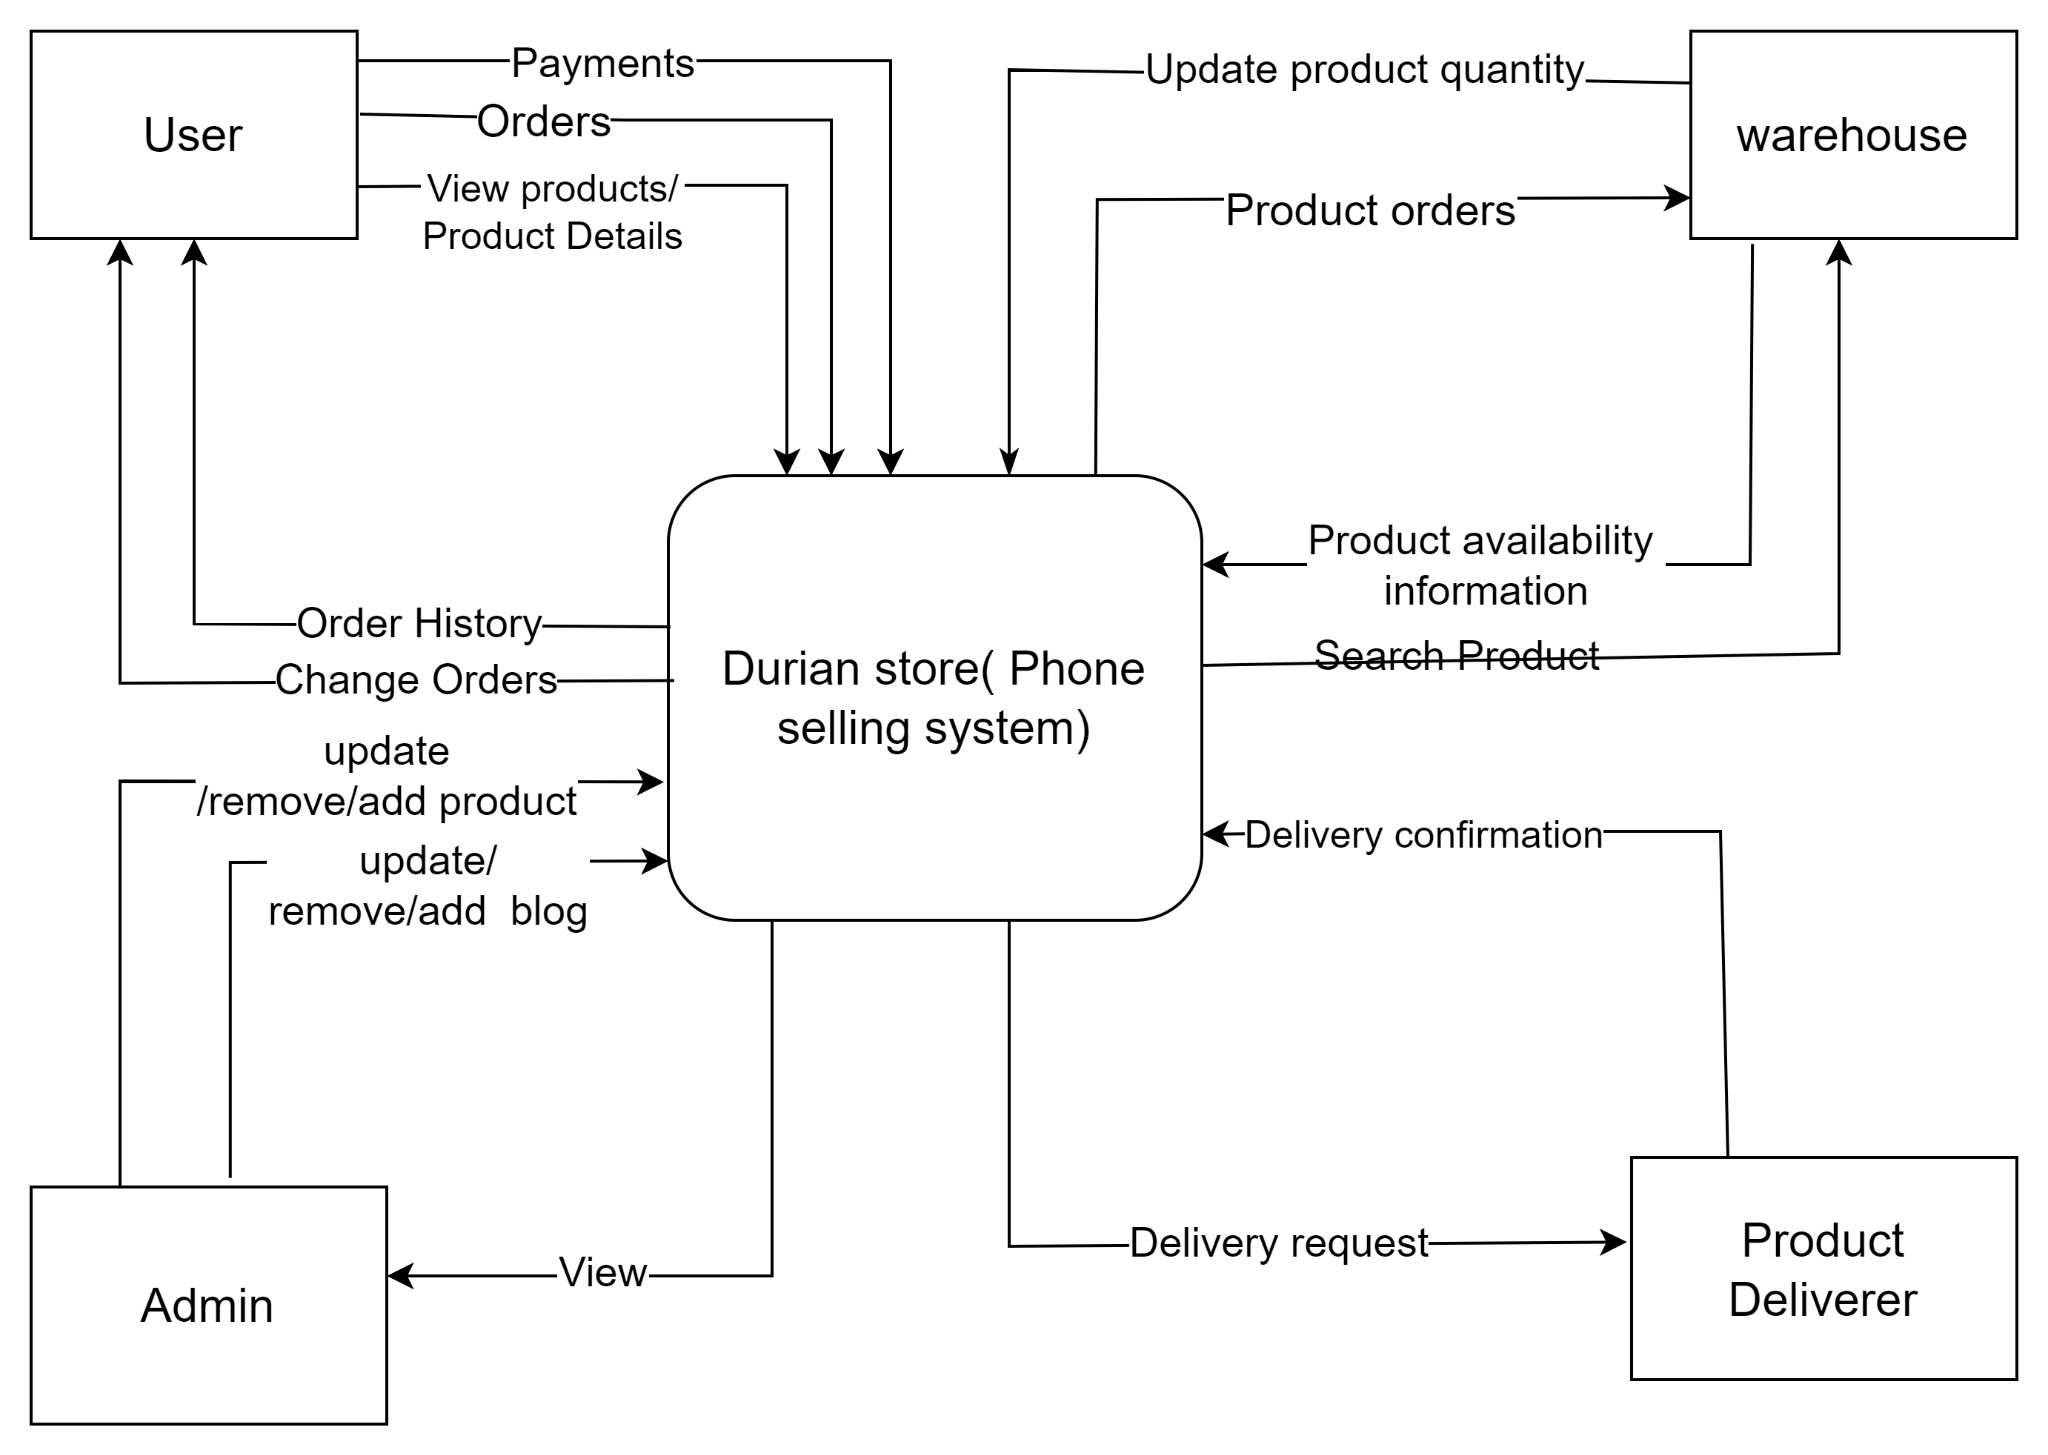 User
Payments
Orders
View products/
Product Details
Update product quantity
warehouse
Product orders
Product availability
information
Search Product
Order History
Change Orders
Durian store( Phone
selling system)
update
/remove/add product
update/
remove/add  blog
Delivery confirmation
Admin
View
Delivery request
Product
Deliverer